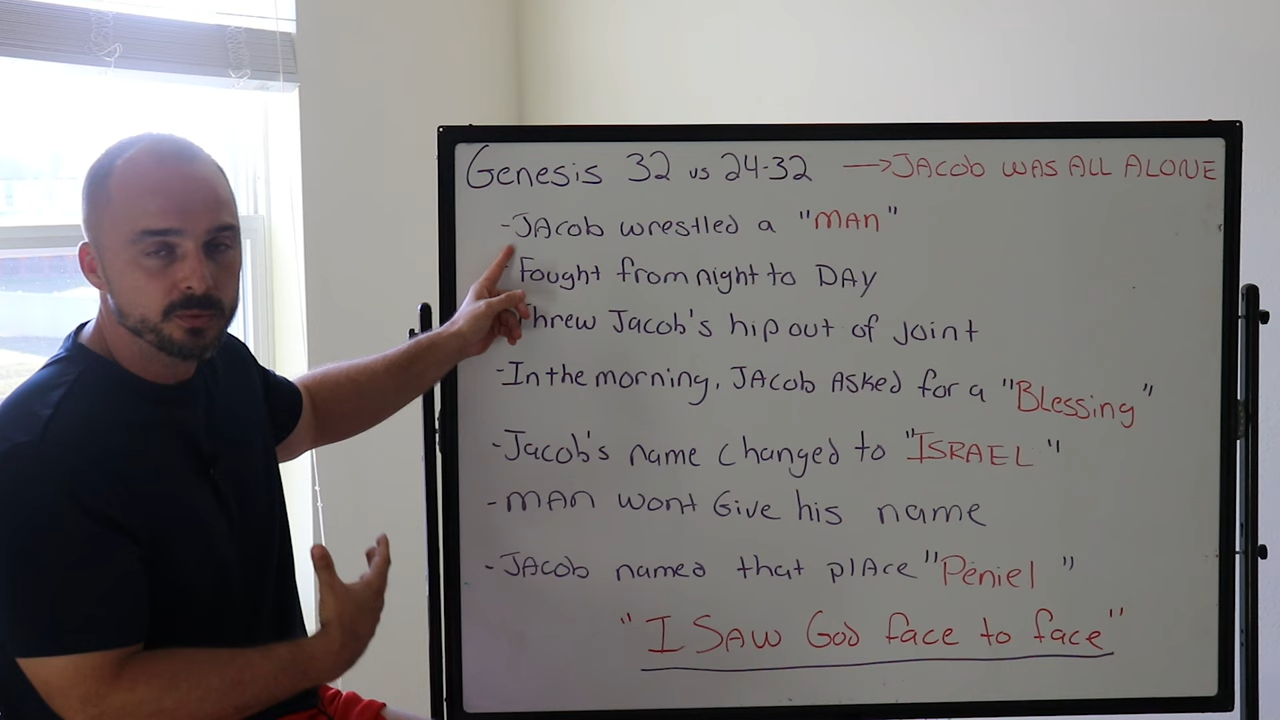 Genesis 32 vs 24-32 → JACOB WAS ALL ALONE
-JACOB wrestled a "MAN"
-Fought from night to DAY
Threw Jacob's hip out of Joint
-In the morning, JACOB ASKED for a "BLessing"
-Jacob's name changed to "ISRAEL"
-MAN wont Give his name
-JACOB named that plAce "Peniel"
"I SAW God face to face"